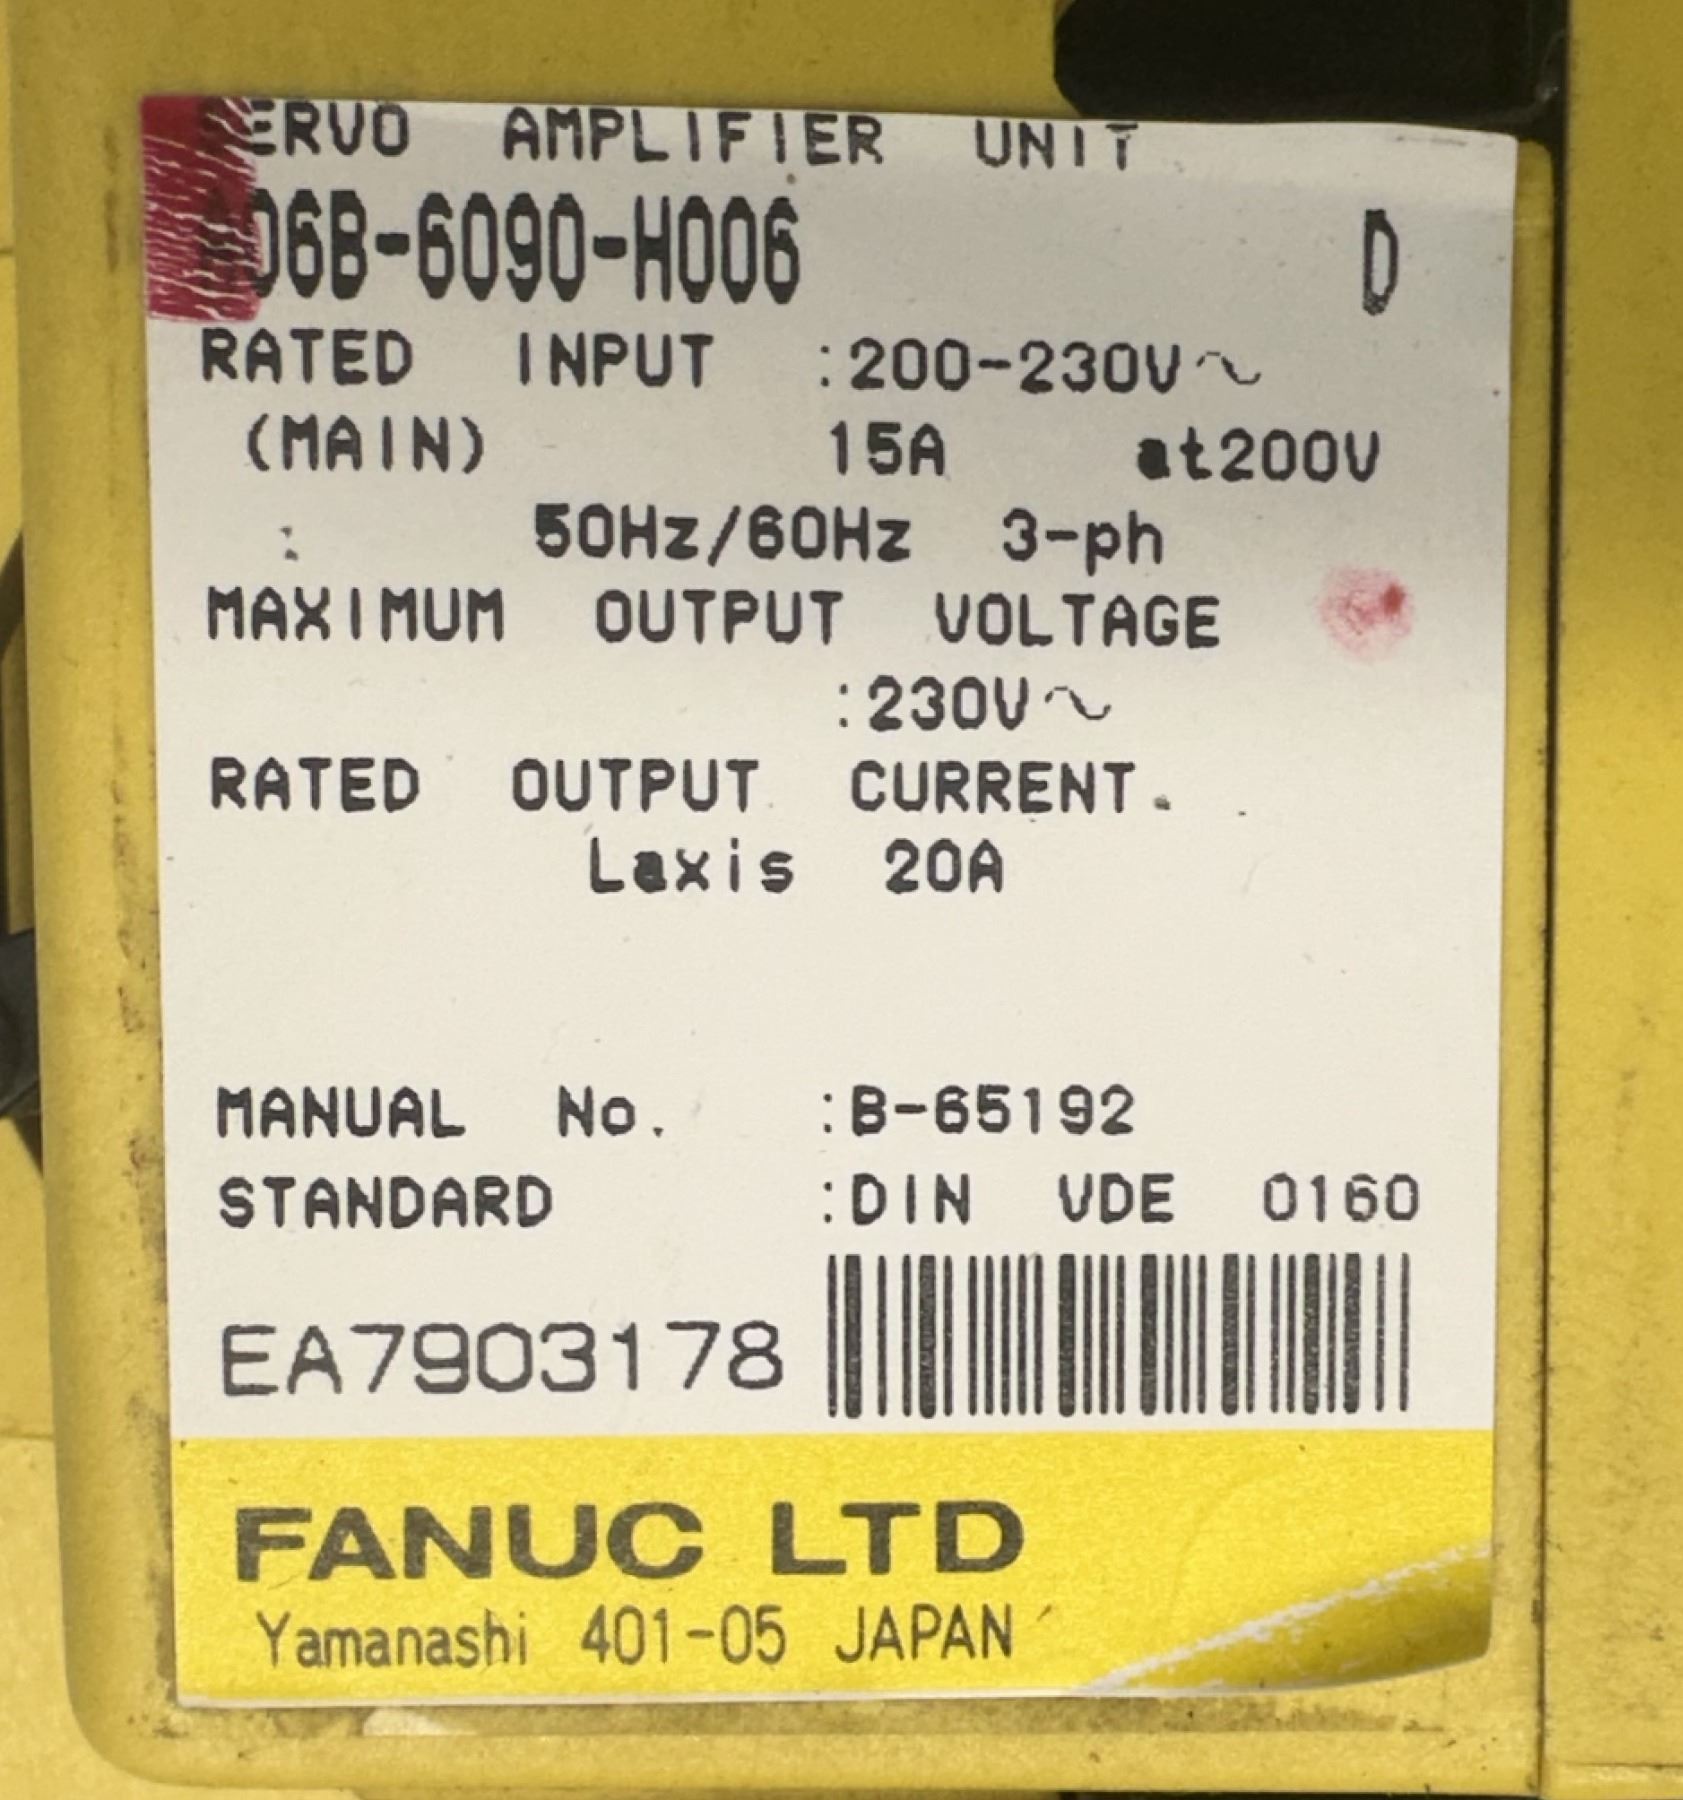 SERVO AMPLIFIER UNIT
A06B-6090-H006 D
RATED INPUT :200-230V~
(MAIN) 15A at200V
: 50Hz/60Hz 3-ph
MAXIMUM OUTPUT VOLTAGE
:230V~
RATED OUTPUT CURRENT.
Laxis 20A
MANUAL No. :B-65192
STANDARD :DIN VDE 0160
EA7903178
FANUC LTD
Yamanashi 401-05 JAPAN